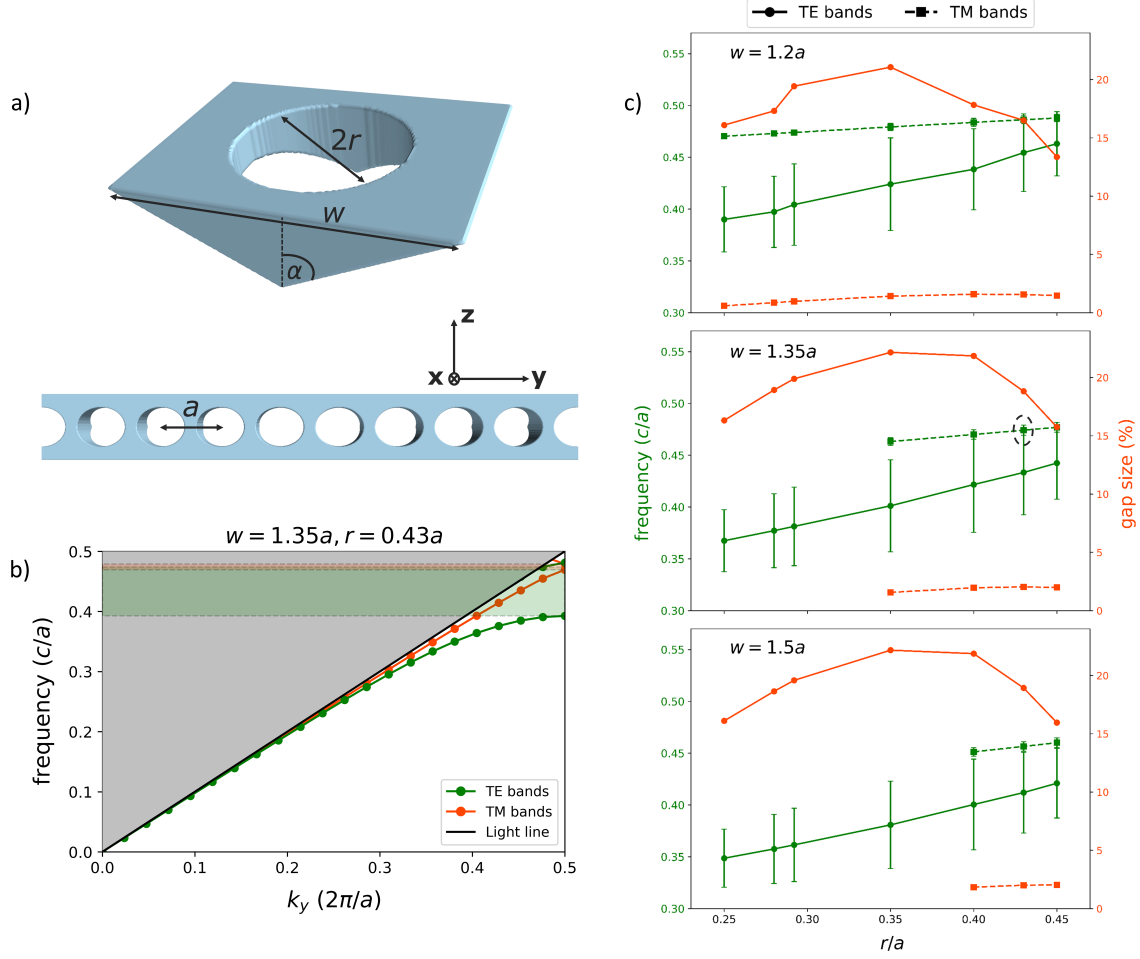 a)
2r
w
α
z
x
y
a
b)
w = 1.35a, r = 0.43a
0.5
0.4
0.3
0.2
0.1
0.0
frequency (c/a)
TE bands
TM bands
Light line
0.0 0.1 0.2 0.3 0.4 0.5
k_y (2π/a)
c)
TE bands TM bands
w = 1.2a
0.55
0.50
0.45
0.40
0.35
0.30
20
15
10
5
0
w = 1.35a
0.55
0.50
0.45
0.40
0.35
0.30
frequency (c/a)
20
15
10
5
0
gap size (%)
w = 1.5a
0.55
0.50
0.45
0.40
0.35
0.30
20
15
10
5
0
0.25 0.30 0.35 0.40 0.45
r/a